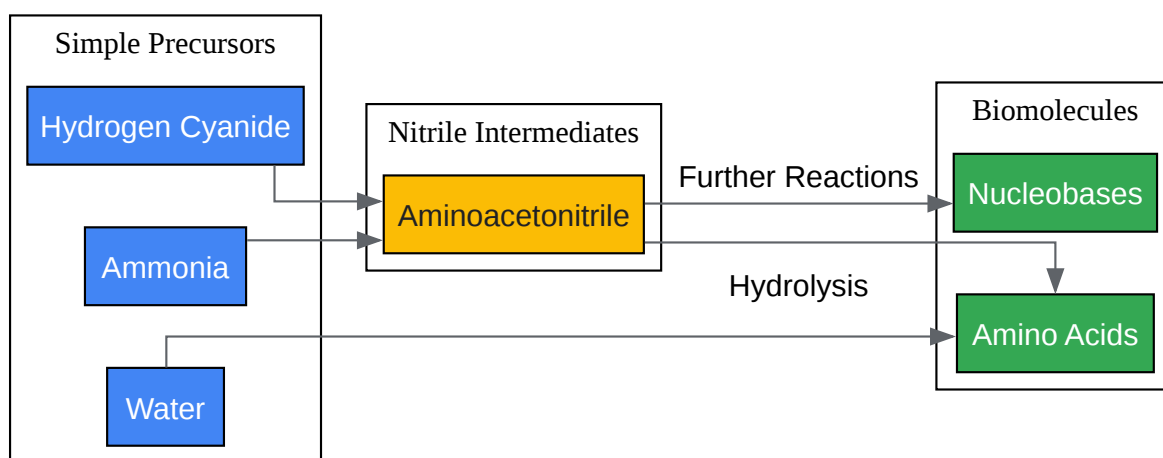 Simple Precursors
Hydrogen Cyanide
Ammonia
Water
Nitrile Intermediates
Aminoacetonitrile
Further Reactions
Hydrolysis
Biomolecules
Nucleobases
Amino Acids